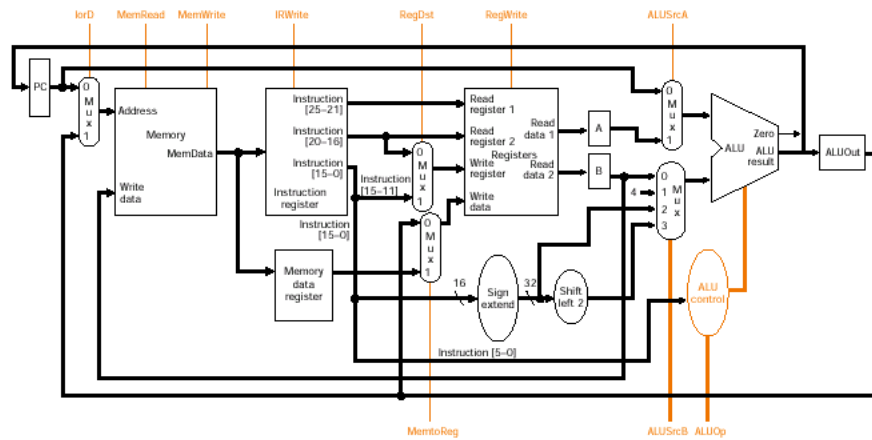 IorD
MemRead
MemWrite
IRWrite
RegDst
RegWrite
ALUSrcA
PC
0
M
u
x
1
Address
Memory
MemData
Write
data
Instruction
[25–21]
Instruction
[20–16]
Instruction
[15–0]
Instruction
register
Instruction
[15–0]
Instruction
[15–11]
Memory
data
register
0
M
u
x
1
0
M
u
x
1
Read
register 1
Read
register 2
Write
register
Write
data
Registers
Read
data 1
Read
data 2
A
B
4
0
M
u
x
1
0
1
2
3
M
u
x
Zero
ALU
ALU
result
ALUOut
16
Sign
extend
32
Shift
left 2
ALU
control
Instruction [5–0]
MemtoReg
ALUSrcB
ALUOp